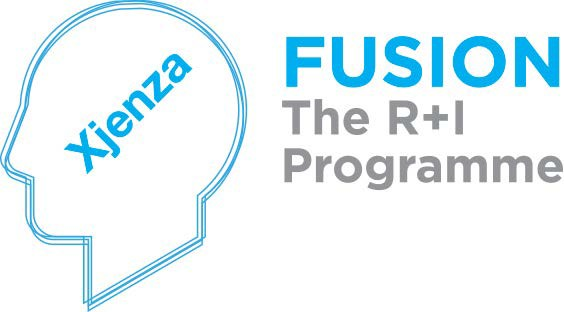 Xjenza
FUSION
The R+I
Programme